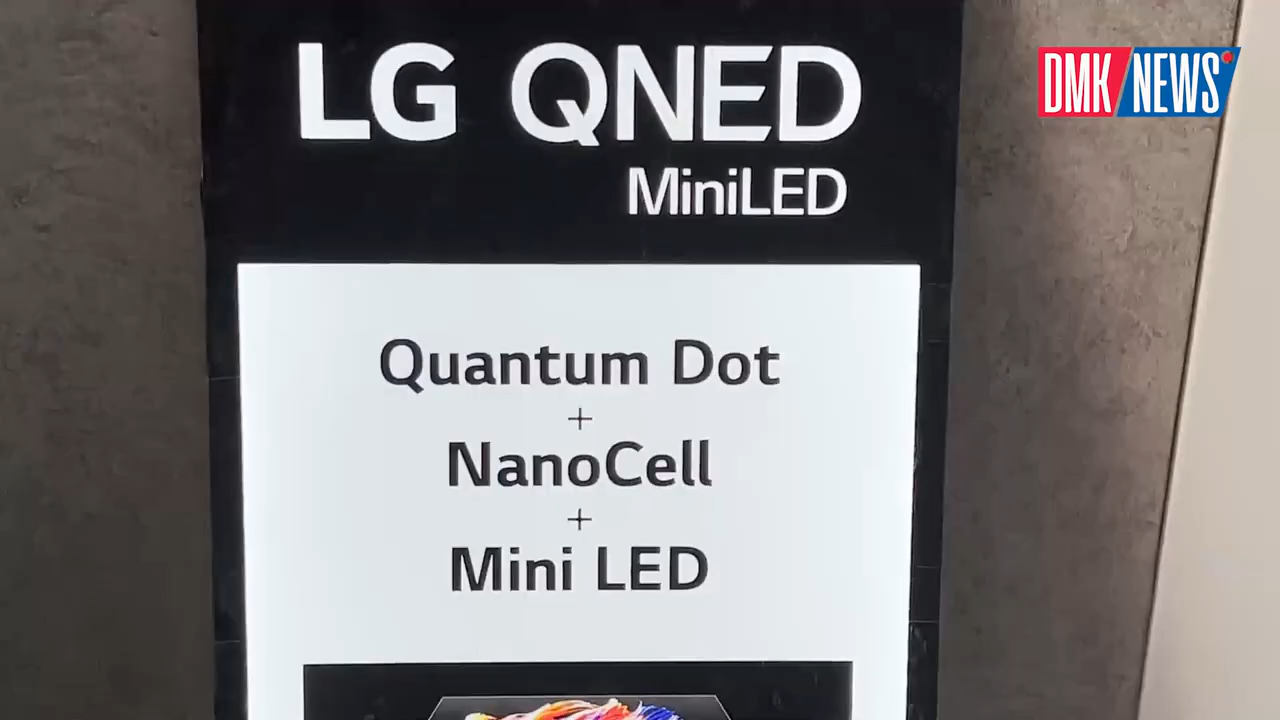 LG QNED
MiniLED
DMK NEWS
Quantum Dot
+
NanoCell
+
Mini LED